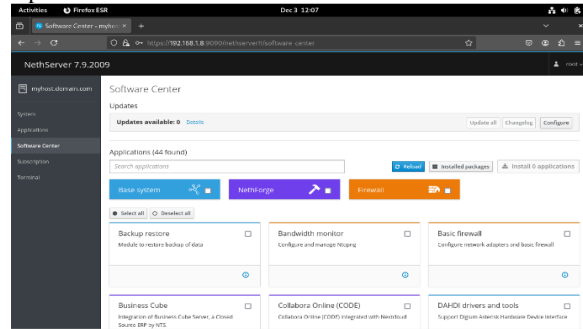 Activities Firefox ESR Dec 3 12:07
Software Center - myhos
https://192.168.1.8:9090/nethserver#/software-center
NethServer 7.9.2009 root
myhost.domain.com
System
Applications
Software Center
Subscription
Terminal
Software Center
Updates
Updates available: 0 Details Update all Changelog Configure
Applications (44 found)
Search applications Reload Installed packages Install 0 applications
Base system NethForge Firewall
Select all Deselect all
Backup restore
Module to restore backup of data
Bandwidth monitor
Configure and manage Ntopng
Basic firewall
Configure network adapters and basic firewall
Business Cube
Integration of Business Cube Server, a Closed
Source ERP by NTS.
Collabora Online (CODE)
Collabora Online (CODE) integrated with Nextcloud
DAHDI drivers and tools
Support Digium Asterisk Hardware Device Interface